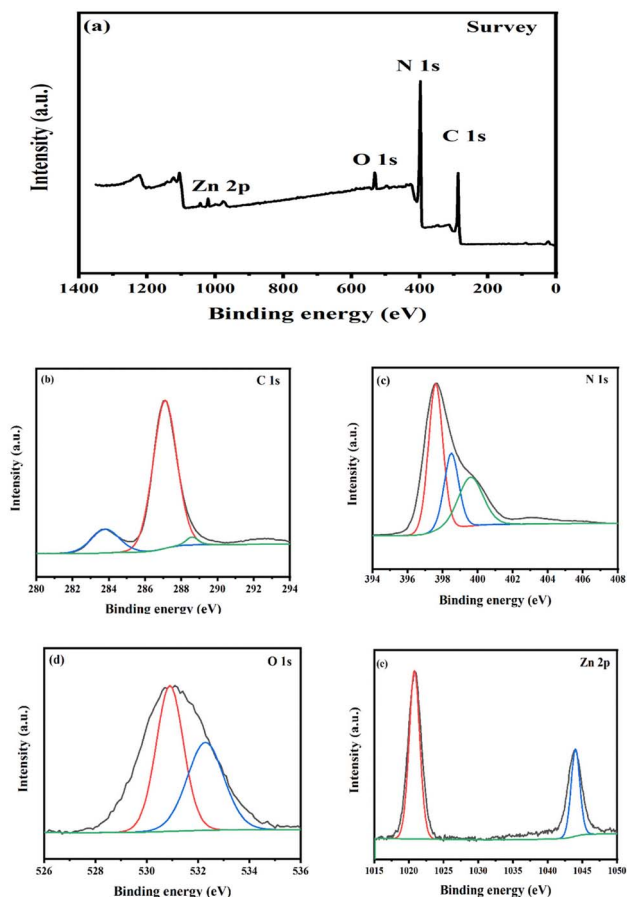 (a)
Survey
N 1s
C 1s
O 1s
Zn 2p
Intensity (a.u.)
1400 1200 1000 800 600 400 200 0
Binding energy (eV)
(b)
C 1s
Intensity (a.u.)
280 282 284 286 288 290 292 294
Binding energy (eV)
(c)
N 1s
Intensity (a.u.)
394 396 398 400 402 404 406 408
Binding energy (eV)
(d)
O 1s
Intensity (a.u.)
526 528 530 532 534 536
Binding energy (eV)
(e)
Zn 2p
Intensity (a.u.)
1015 1020 1025 1030 1035 1040 1045 1050
Binding energy (eV)